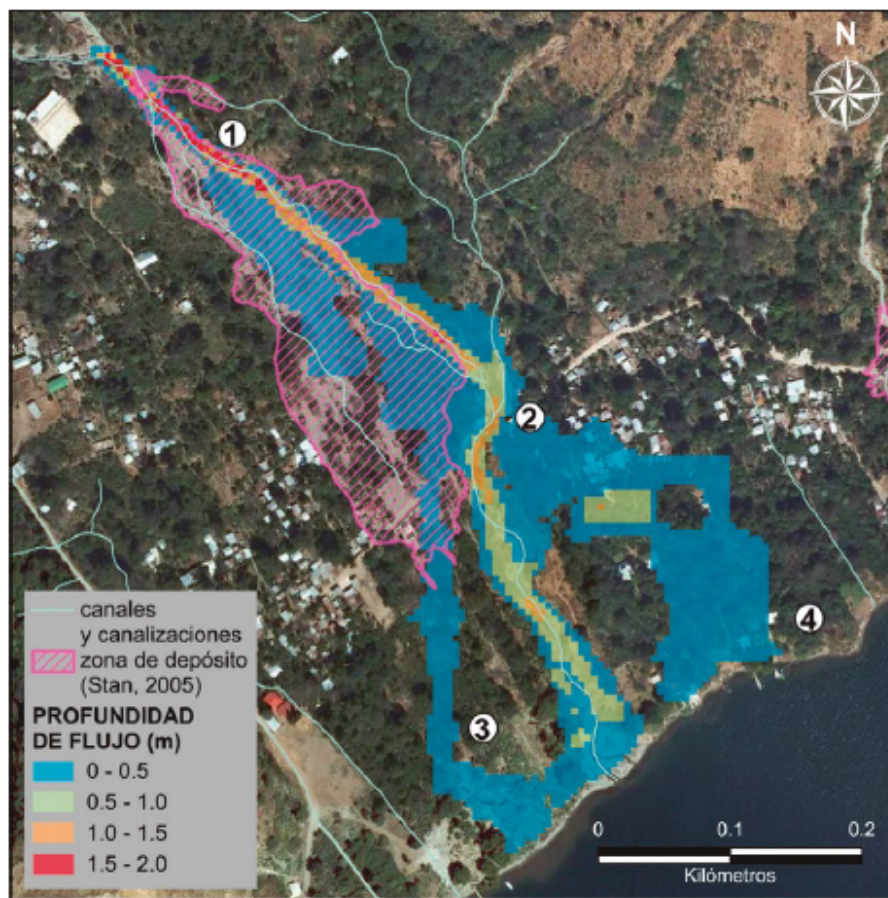 N
1
2
3
4
canales
y canalizaciones
zona de depósito
(Stan, 2005)
PROFUNDIDAD
DE FLUJO (m)
0 - 0.5
0.5 - 1.0
1.0 - 1.5
1.5 - 2.0
0 0.1 0.2
Kilómetros